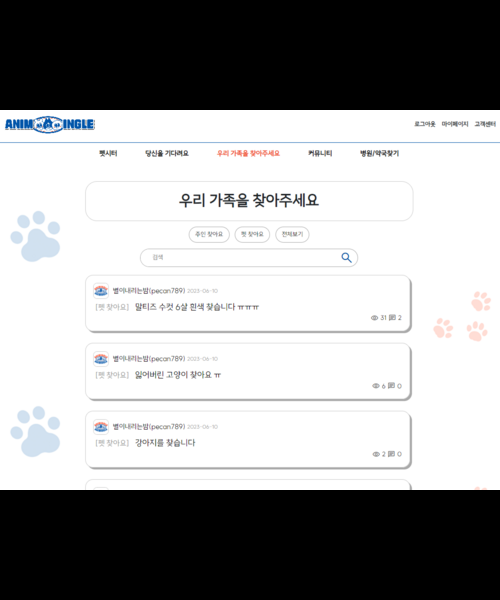 ANIM INGLE
로그아웃 마이페이지 고객센터
펫시터 당신을 기다려요 우리 가족을 찾아주세요 커뮤니티 병원/약국찾기
우리 가족을 찾아주세요
주인 찾아요 펫 찾아요 전체보기
검색
별이내리는밤(pecan789) 2023-06-10
[펫 찾아요] 말티즈 수컷 6살 흰색 찾습니다 ㅠㅠㅠ
31 2
별이내리는밤(pecan789) 2023-06-10
[펫 찾아요] 잃어버린 고양이 찾아요 ㅠ
6 0
별이내리는밤(pecan789) 2023-06-10
[펫 찾아요] 강아지를 찾습니다
2 0